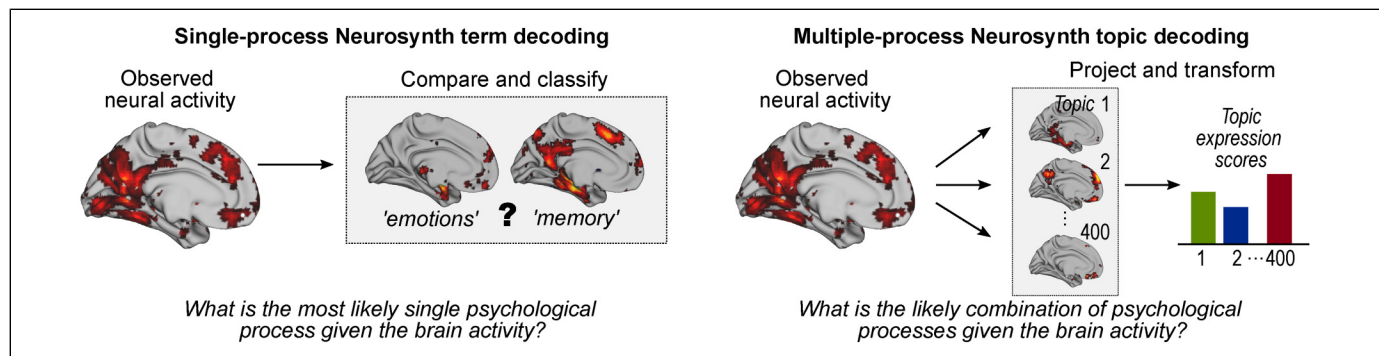 Single-process Neurosynth term decoding
Observed
neural activity
Compare and classify
'emotions' ? 'memory'
What is the most likely single psychological
process given the brain activity?
Multiple-process Neurosynth topic decoding
Observed
neural activity
Project and transform
Topic 1
2
⋮
400
Topic
expression
scores
1 2 ···400
What is the likely combination of psychological
processes given the brain activity?